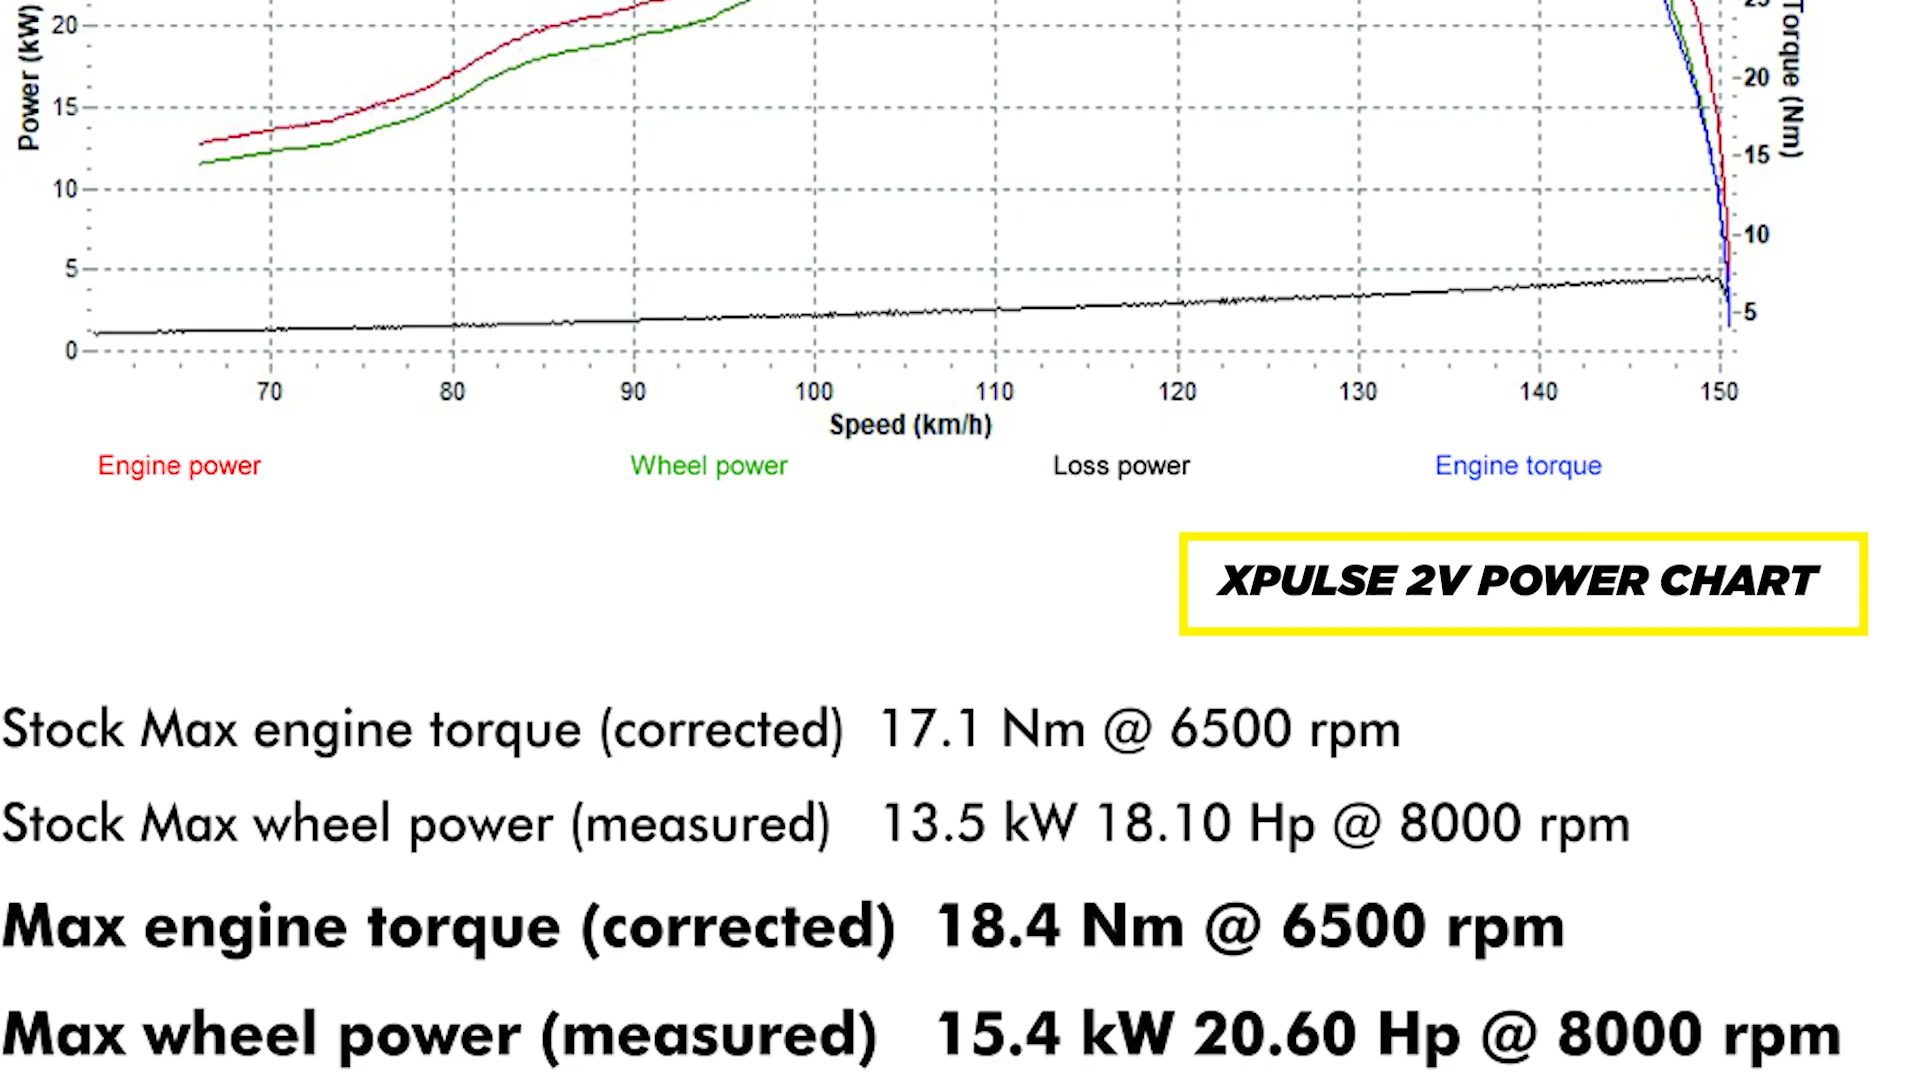 Power (kW)
20
15
10
5
0
25
20
15
10
5
Torque (Nm)
70 80 90 100 110 120 130 140 150
Speed (km/h)
Engine power Wheel power Loss power Engine torque
XPULSE 2V POWER CHART
Stock Max engine torque (corrected) 17.1 Nm @ 6500 rpm
Stock Max wheel power (measured) 13.5 kW 18.10 Hp @ 8000 rpm
Max engine torque (corrected) 18.4 Nm @ 6500 rpm
Max wheel power (measured) 15.4 kW 20.60 Hp @ 8000 rpm